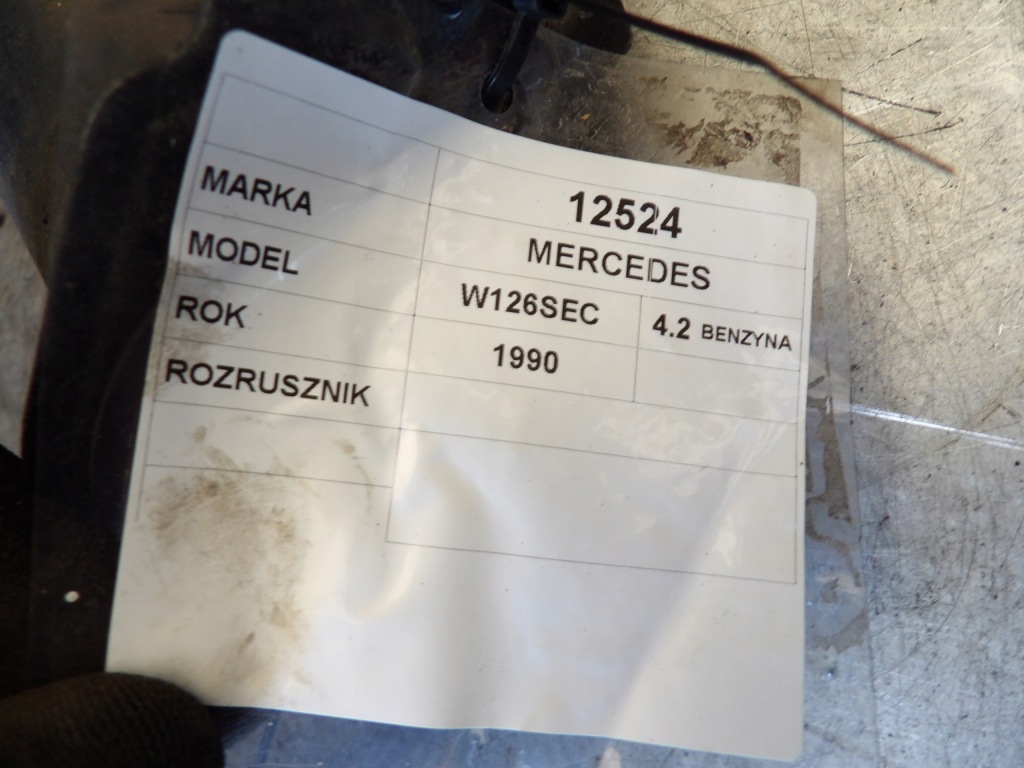 12524
MARKA MERCEDES
MODEL W126SEC 4.2 BENZYNA
ROK 1990
ROZRUSZNIK